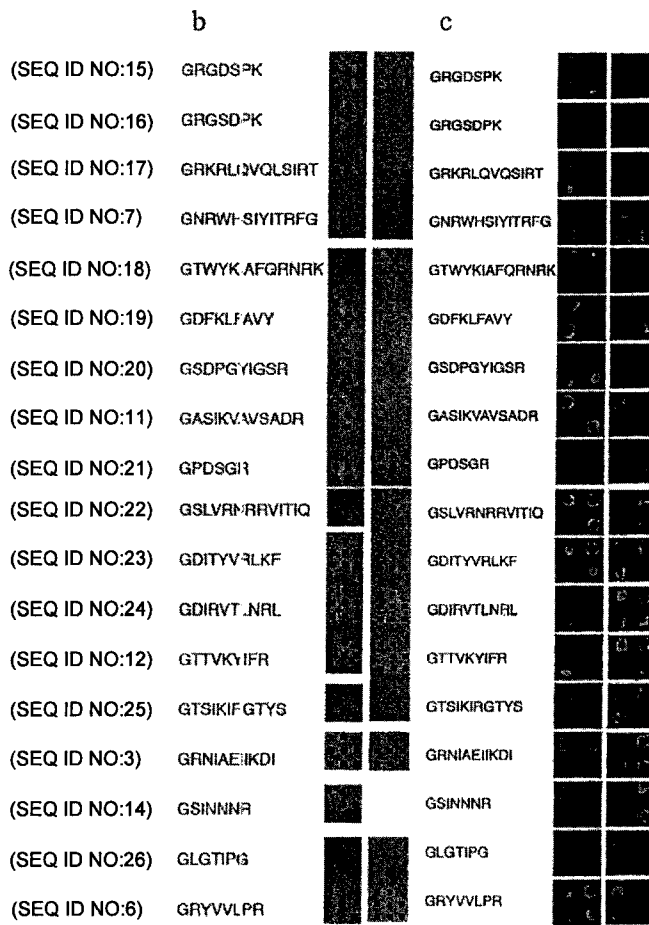 b c
(SEQ ID NO:15) GRGDSPK GRGDSPK
(SEQ ID NO:16) GRGSDPK GRGSDPK
(SEQ ID NO:17) GRKRLQVQLSIRT GRKRLQVQSIRT
(SEQ ID NO:7) GNRWHSIYITRFG GNRWHSIYITRFG
(SEQ ID NO:18) GTWYK AFQRNRK GTWYKIAFQRNRK
(SEQ ID NO:19) GDFKLFAVY GDFKLFAVY
(SEQ ID NO:20) GSDPGYIGSR GSDPGYIGSR
(SEQ ID NO:11) GASIKVAVSADR GASIKVAVSADR
(SEQ ID NO:21) GPDSGR GPDSGR
(SEQ ID NO:22) GSLVRNRRVITIQ GSLVRNRRVITIQ
(SEQ ID NO:23) GDITYVRLKF GDITYVRLKF
(SEQ ID NO:24) GDIRVT LNRL GDIRVTLNRL
(SEQ ID NO:12) GTTVKYIFR GTTVKYIFR
(SEQ ID NO:25) GTSIKIRGTYS GTSIKIRGTYS
(SEQ ID NO:3) GRNIAEIIKDI GRNIAEIIKDI
(SEQ ID NO:14) GSINNNR GSINNNR
(SEQ ID NO:26) GLGTIPG GLGTIPG
(SEQ ID NO:6) GRYVVLPR GRYVVLPR